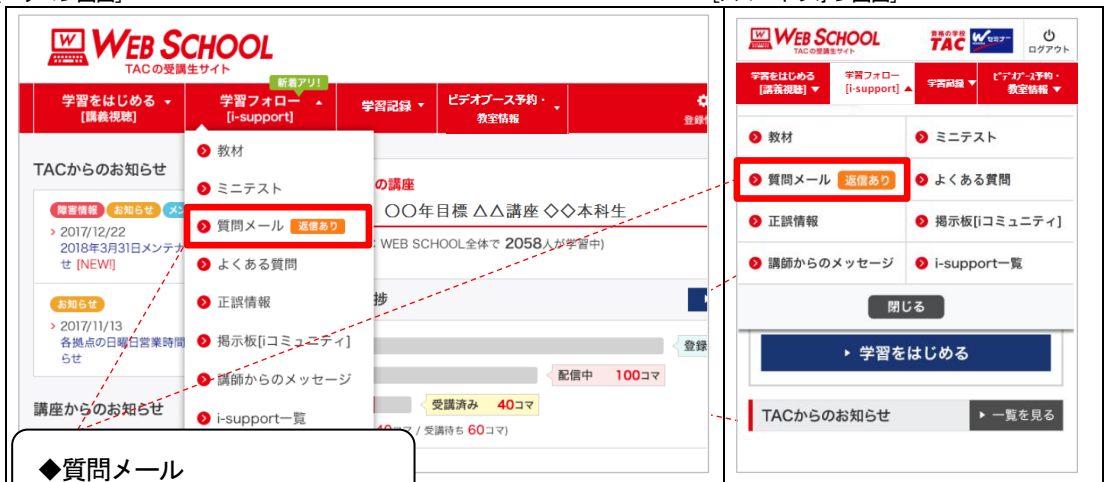 WEB SCHOOL
TACの受講生サイト
新着アリ!
学習をはじめる ▼
[講義視聴]
学習フォロー ▲
[i-support]
学習記録 ▼
ビデオブース予約・ ▼
教室情報
TACからのお知らせ
障害情報 お知らせ
2017/12/22
2018年3月31日メンテナ
せ [NEW!]
お知らせ
2017/11/13
各拠点の日曜日営業時間
らせ
講座からのお知らせ
教材
ミニテスト
質問メール 返信あり
よくある質問
正誤情報
掲示板[iコミュニティ]
講師からのメッセージ
i-support一覧
の講座
〇〇年目標 △△講座 ◇◇本科生
WEB SCHOOL全体で 2058人が学習中)
捗
登録
配信中 100コマ
受講済み 40コマ
40コマ / 受講待ち 60コマ)
◆質問メール
WEB SCHOOL
TACの受講生サイト
資格の学校
TAC
Wセミナー
ログアウト
学習をはじめる
[講義視聴] ▼
学習フォロー
[i-support] ▲
学習記録 ▼
ビデオブース予約・
教室情報 ▼
教材
ミニテスト
質問メール 返信あり
よくある質問
正誤情報
掲示板[iコミュニティ]
講師からのメッセージ
i-support一覧
閉じる
学習をはじめる
TACからのお知らせ
一覧を見る